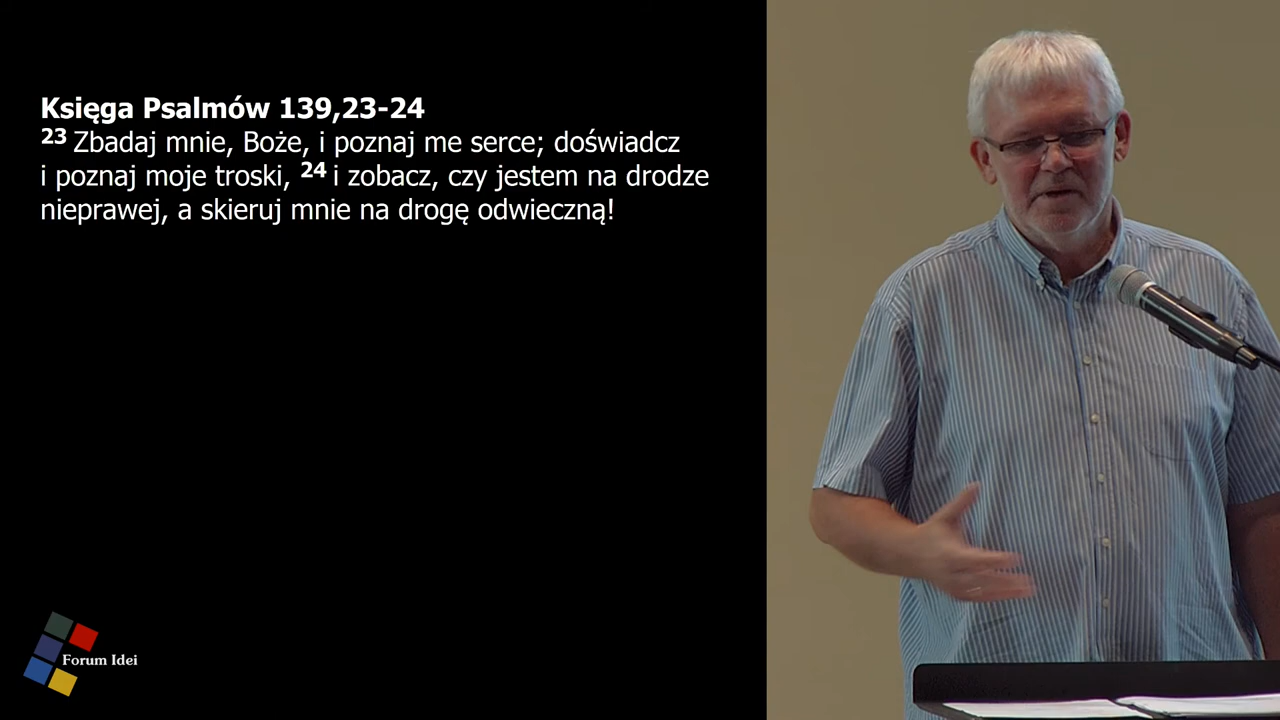 Księga Psalmów 139,23-24
23 Zbadaj mnie, Boże, i poznaj me serce; doświadcz
i poznaj moje troski, 24 i zobacz, czy jestem na drodze
nieprawej, a skieruj mnie na drogę odwieczną!
Forum Idei